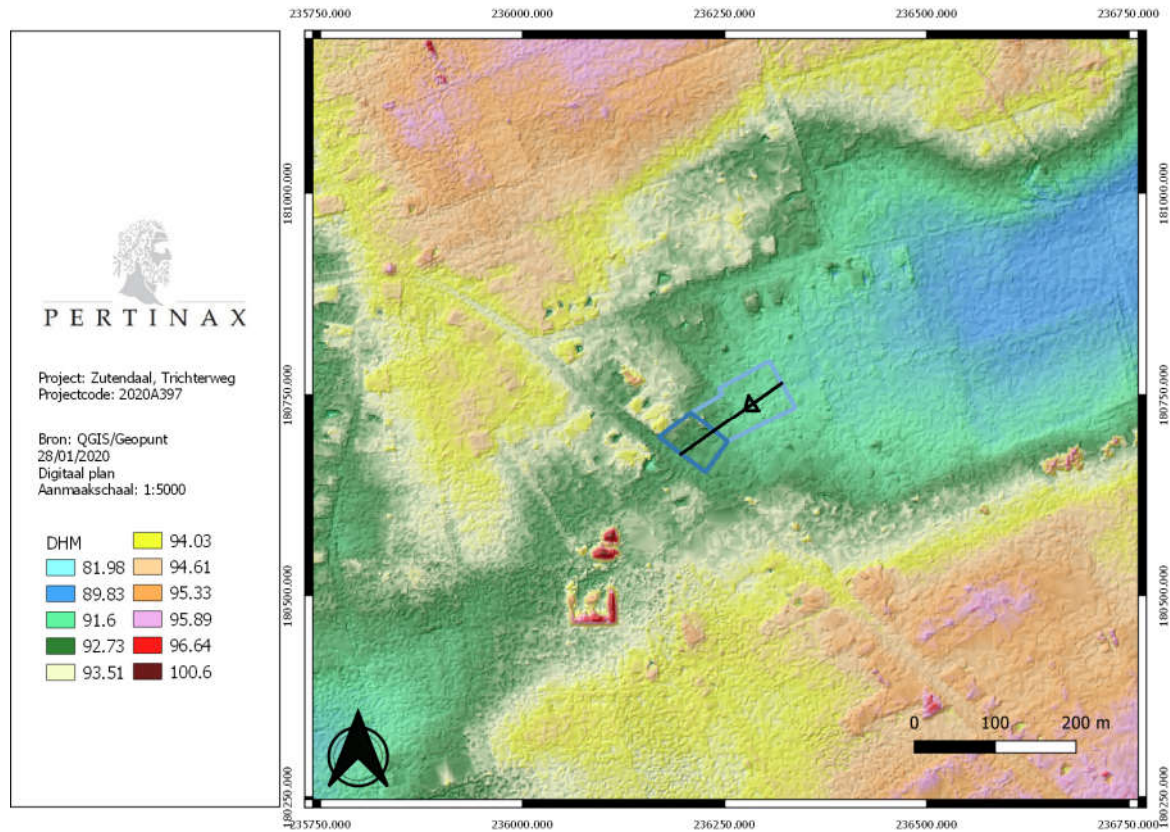 PERTINAX
Project: Zutendaal, Trichterweg
Projectcode: 2020A397
Bron: QGIS/Geopunt
28/01/2020
Digitaal plan
Aanmaakschaal: 1:5000
DHM
81.98
89.83
91.6
92.73
93.51
94.03
94.61
95.33
95.89
96.64
100.6
235750.000 236000.000 236250.000 236500.000 236750.000
181000.000 181000.000
180750.000 180750.000
180500.000 180500.000
180250.000 180250.000
0 100 200 m
235750.000 236000.000 236250.000 236500.000 236750.000